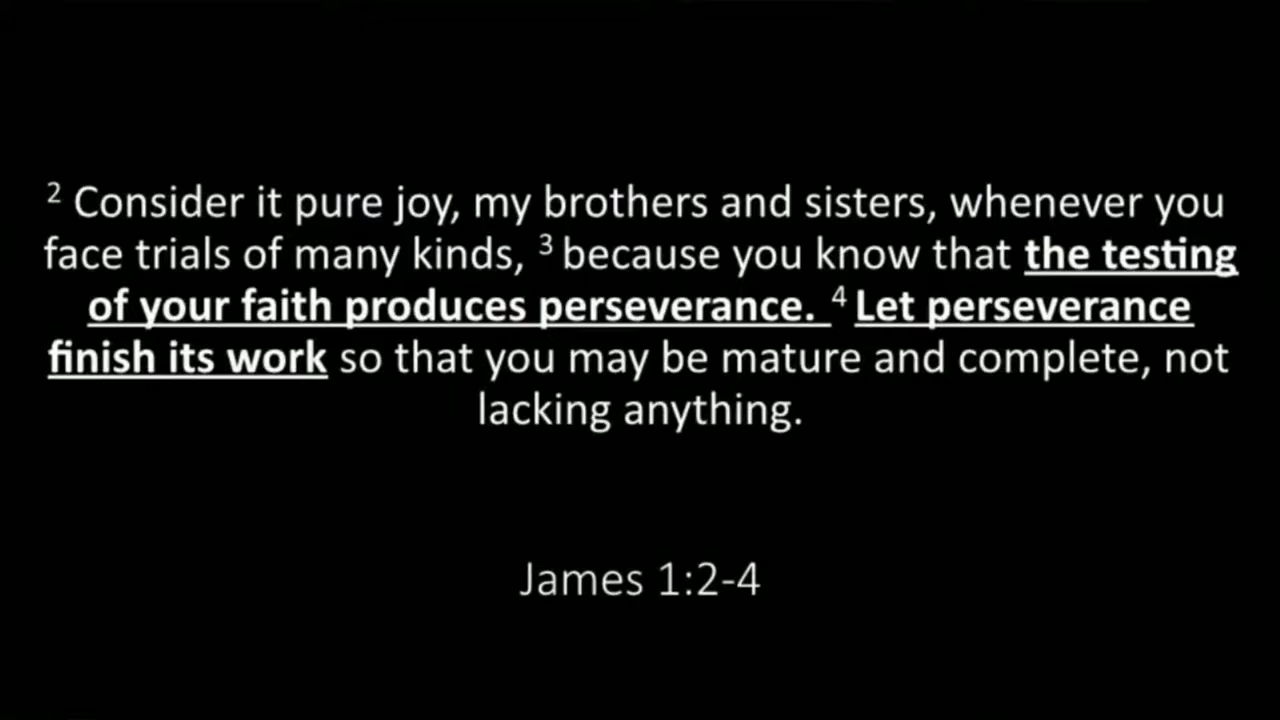 2 Consider it pure joy, my brothers and sisters, whenever you
face trials of many kinds, 3 because you know that the testing
of your faith produces perseverance. 4 Let perseverance
finish its work so that you may be mature and complete, not
lacking anything.
James 1:2-4